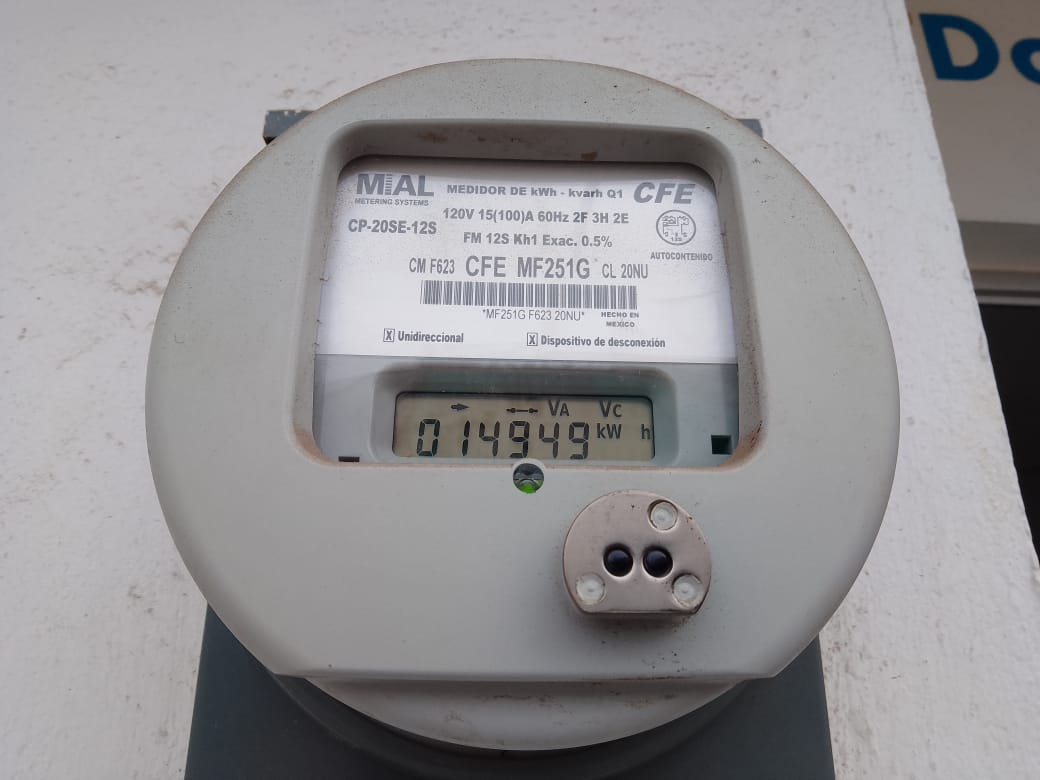 MIAL
METERING SYSTEMS
MEDIDOR DE kWh - kvarh Q1
CFE
120V 15(100)A 60Hz 2F 3H 2E
CP-20SE-12S
FM 12S Kh1 Exac. 0.5%
12S
AUTOCONTENIDO
CM F623 CFE MF251G CL 20NU
*MF251G F623 20NU*
HECHO EN
MEXICO
X Unidireccional
X Dispositivo de desconexión
VA VC
014949 kW h